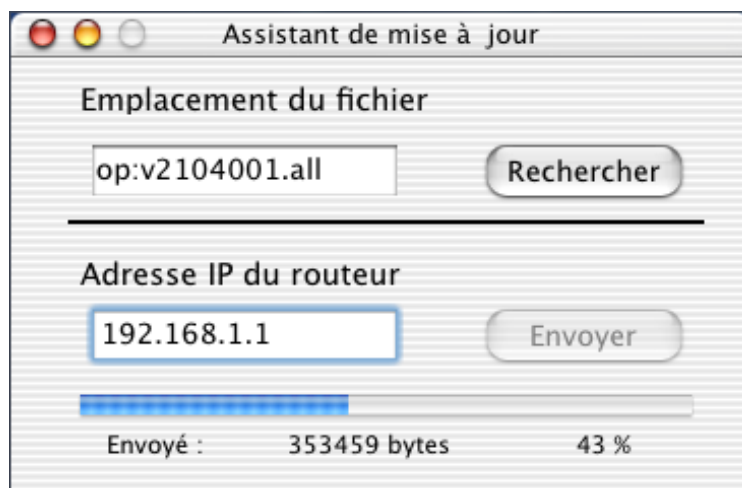 Assistant de mise à jour
Emplacement du fichier
op:v2104001.all Rechercher
Adresse IP du routeur
192.168.1.1 Envoyer
Envoyé : 353459 bytes 43 %